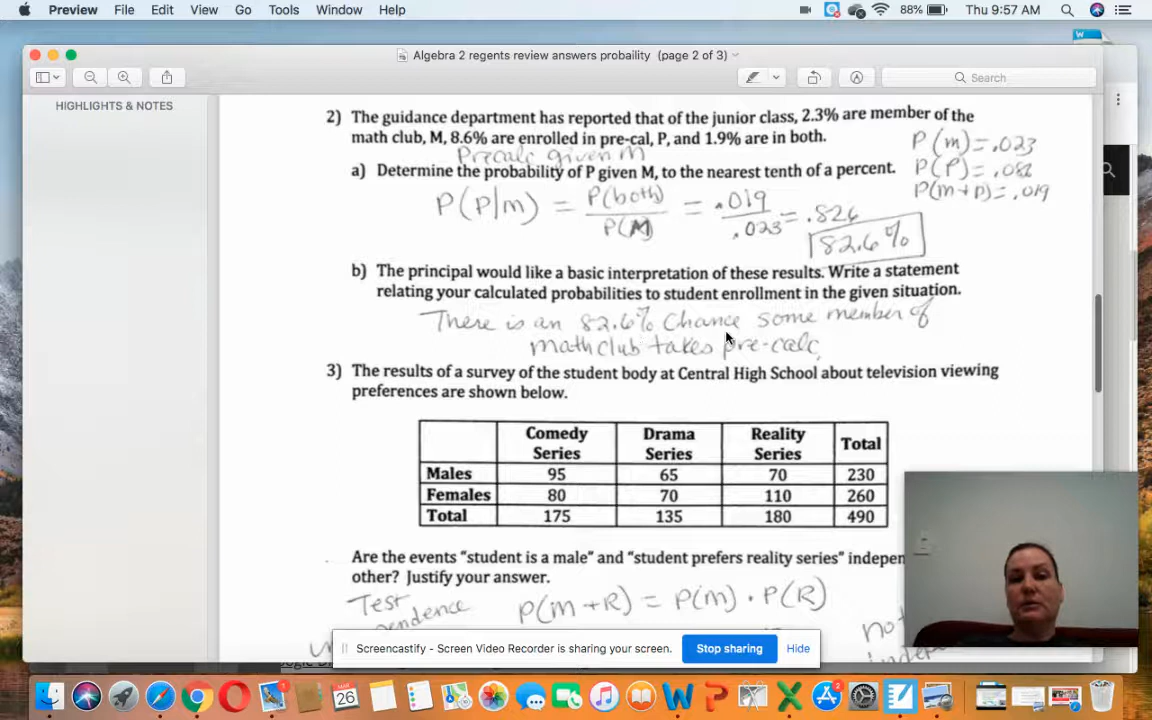 Preview File Edit View Go Tools Window Help 88% Thu 9:57 AM
Algebra 2 regents review answers probaility (page 2 of 3)
Search
HIGHLIGHTS & NOTES
2) The guidance department has reported that of the junior class, 2.3% are member of the
math club, M, 8.6% are enrolled in pre-cal, P, and 1.9% are in both.
P(m)=.023
Precalc given M
a) Determine the probability of P given M, to the nearest tenth of a percent.
P(P)=.082
P(m+p)=.019
P(P|m) = P(both) / P(M) = .019 / .023 = .826
82.6%
b) The principal would like a basic interpretation of these results. Write a statement
relating your calculated probabilities to student enrollment in the given situation.
There is an 82.6% Chance some member of
math club takes pre-calc
3) The results of a survey of the student body at Central High School about television viewing
preferences are shown below.
Comedy Series Drama Series Reality Series Total
Males 95 65 70 230
Females 80 70 110 260
Total 175 135 180 490
Are the events "student is a male" and "student prefers reality series" indepen
other? Justify your answer.
Test
P(m+R) = P(m) · P(R)
endence
not
Screencastify - Screen Video Recorder is sharing your screen. Stop sharing Hide
MAR
26